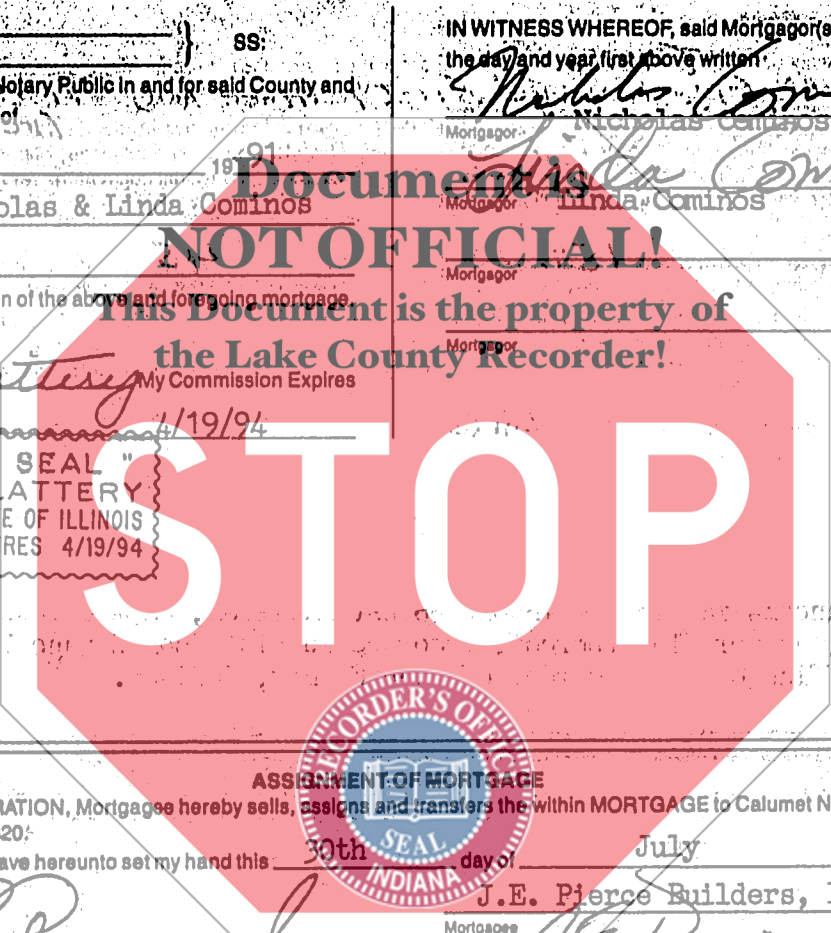 SS:
Notary Public in and for said County and
of
19 91
olas & Linda Cominos
n of the above and foregoing mortgage.
My Commission Expires
4/19/94
SEAL "
LATTERY
E OF ILLINOIS
RES 4/19/94
IN WITNESS WHEREOF, said Mortgagor(s
the day and year first above written
Mortgagor Nicholas Cominos
Mortgagor Linda Cominos
Mortgagor
Mortgagor
Document is
NOT OFFICIAL!
This Document is the property of
the Lake County Recorder!
STOP
RECORDER'S OFFICE
SEAL
INDIANA
ASSIGNMENT OF MORTGAGE
RATION, Mortgagee hereby sells, assigns and transfers the within MORTGAGE to Calumet N
20.
ave hereunto set my hand this 30th day of July
J.E. Pierce Builders,
Mortgagee